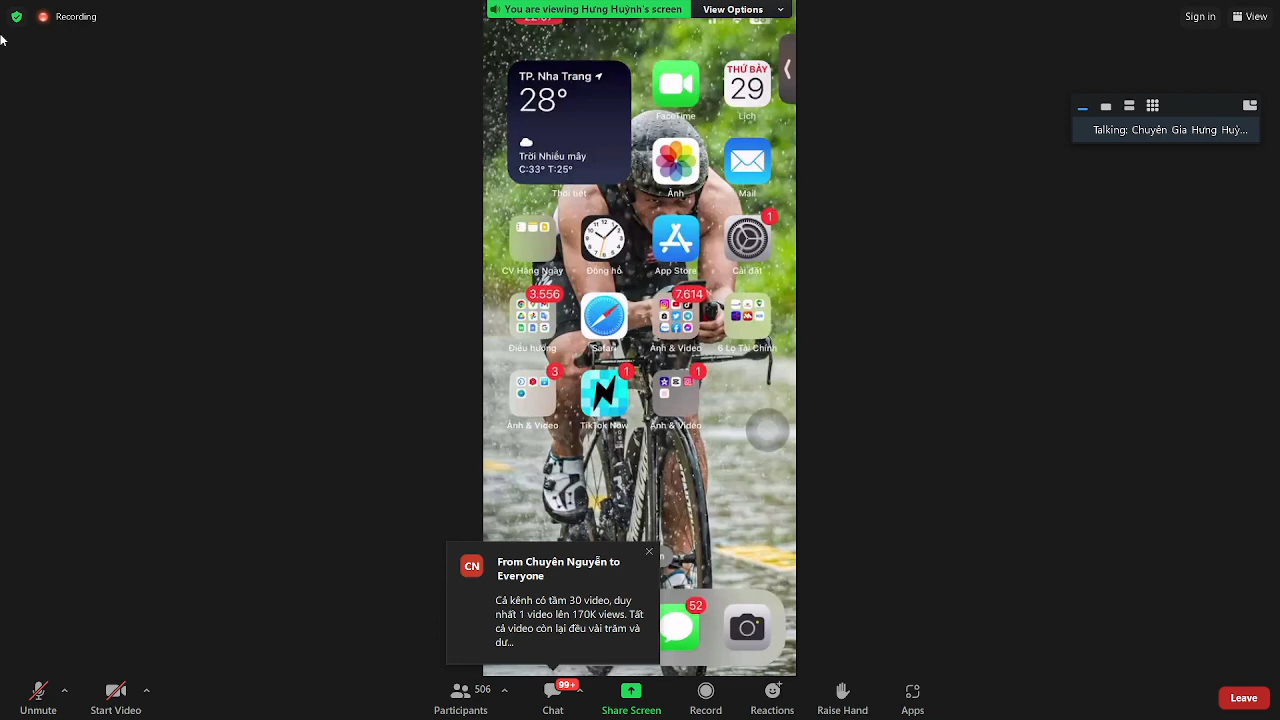 Recording
You are viewing Hưng Huỳnh's screen
View Options
View
TP. Nha Trang
28°
Trời Nhiều mây
C:33° T:25°
Thời tiết
FaceTime
THỨ BẢY
29
Lịch
Ảnh
Mail
CV Hàng Ngày
12
Đồng hồ
App Store
1
Cài đặt
3.556
Điều hướng
Safari
7.614
Ảnh & Video
6 Lọ Tài Chính
3
Ảnh & Video
1
TikTok Now
1
Ảnh & Video
Chapter Hưng Huỳ...
CN
From Chuyên Nguyễn to
Everyone
Cả kênh có tầm 30 video, duy
nhất 1 video lên 170K views. Tất
cả video còn lại đều vài trăm và
dư...
52
Unmute
Start Video
506
Participants
99+
Chat
Share Screen
Record
Reactions
Raise Hand
Apps
Leave